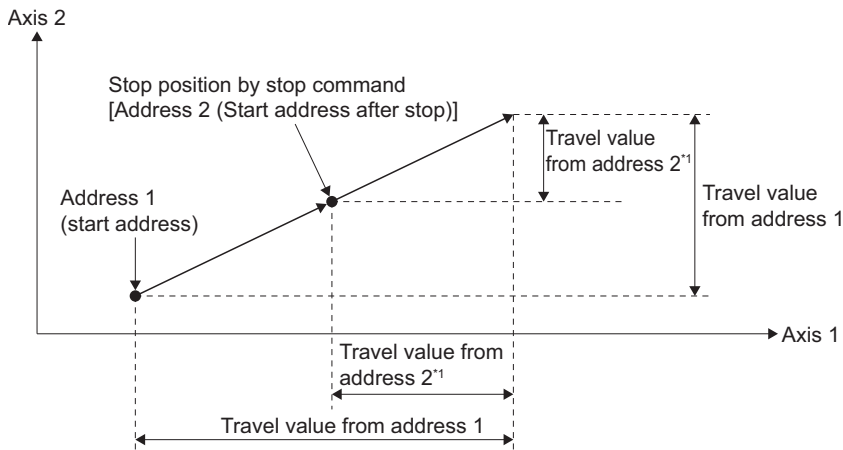 Axis 2
Stop position by stop command
[Address 2 (Start address after stop)]
Travel value
from address 2*1
Travel value
from address 1
Address 1
(start address)
Axis 1
Travel value from
address 2*1
Travel value from address 1